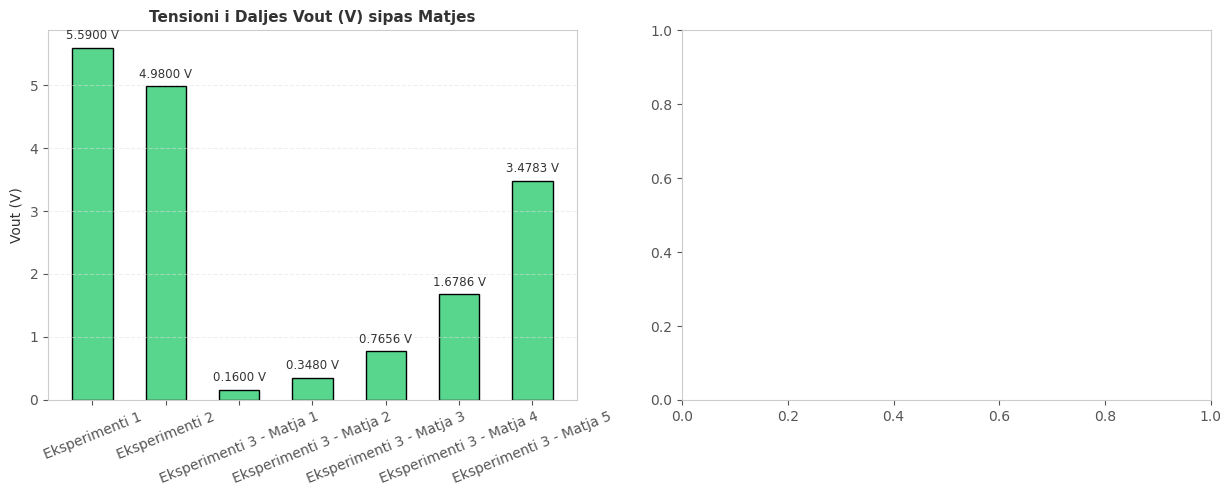 Tensioni i Daljes Vout (V) sipas Matjes
5.5900 V
4.9800 V
0.1600 V
0.3480 V
0.7656 V
1.6786 V
3.4783 V
Vout (V)
5
4
3
2
1
0
Eksperimenti 1
Eksperimenti 2
Eksperimenti 3 - Matja 1
Eksperimenti 3 - Matja 2
Eksperimenti 3 - Matja 3
Eksperimenti 3 - Matja 4
Eksperimenti 3 - Matja 5
1.0
0.8
0.6
0.4
0.2
0.0
0.0 0.2 0.4 0.6 0.8 1.0